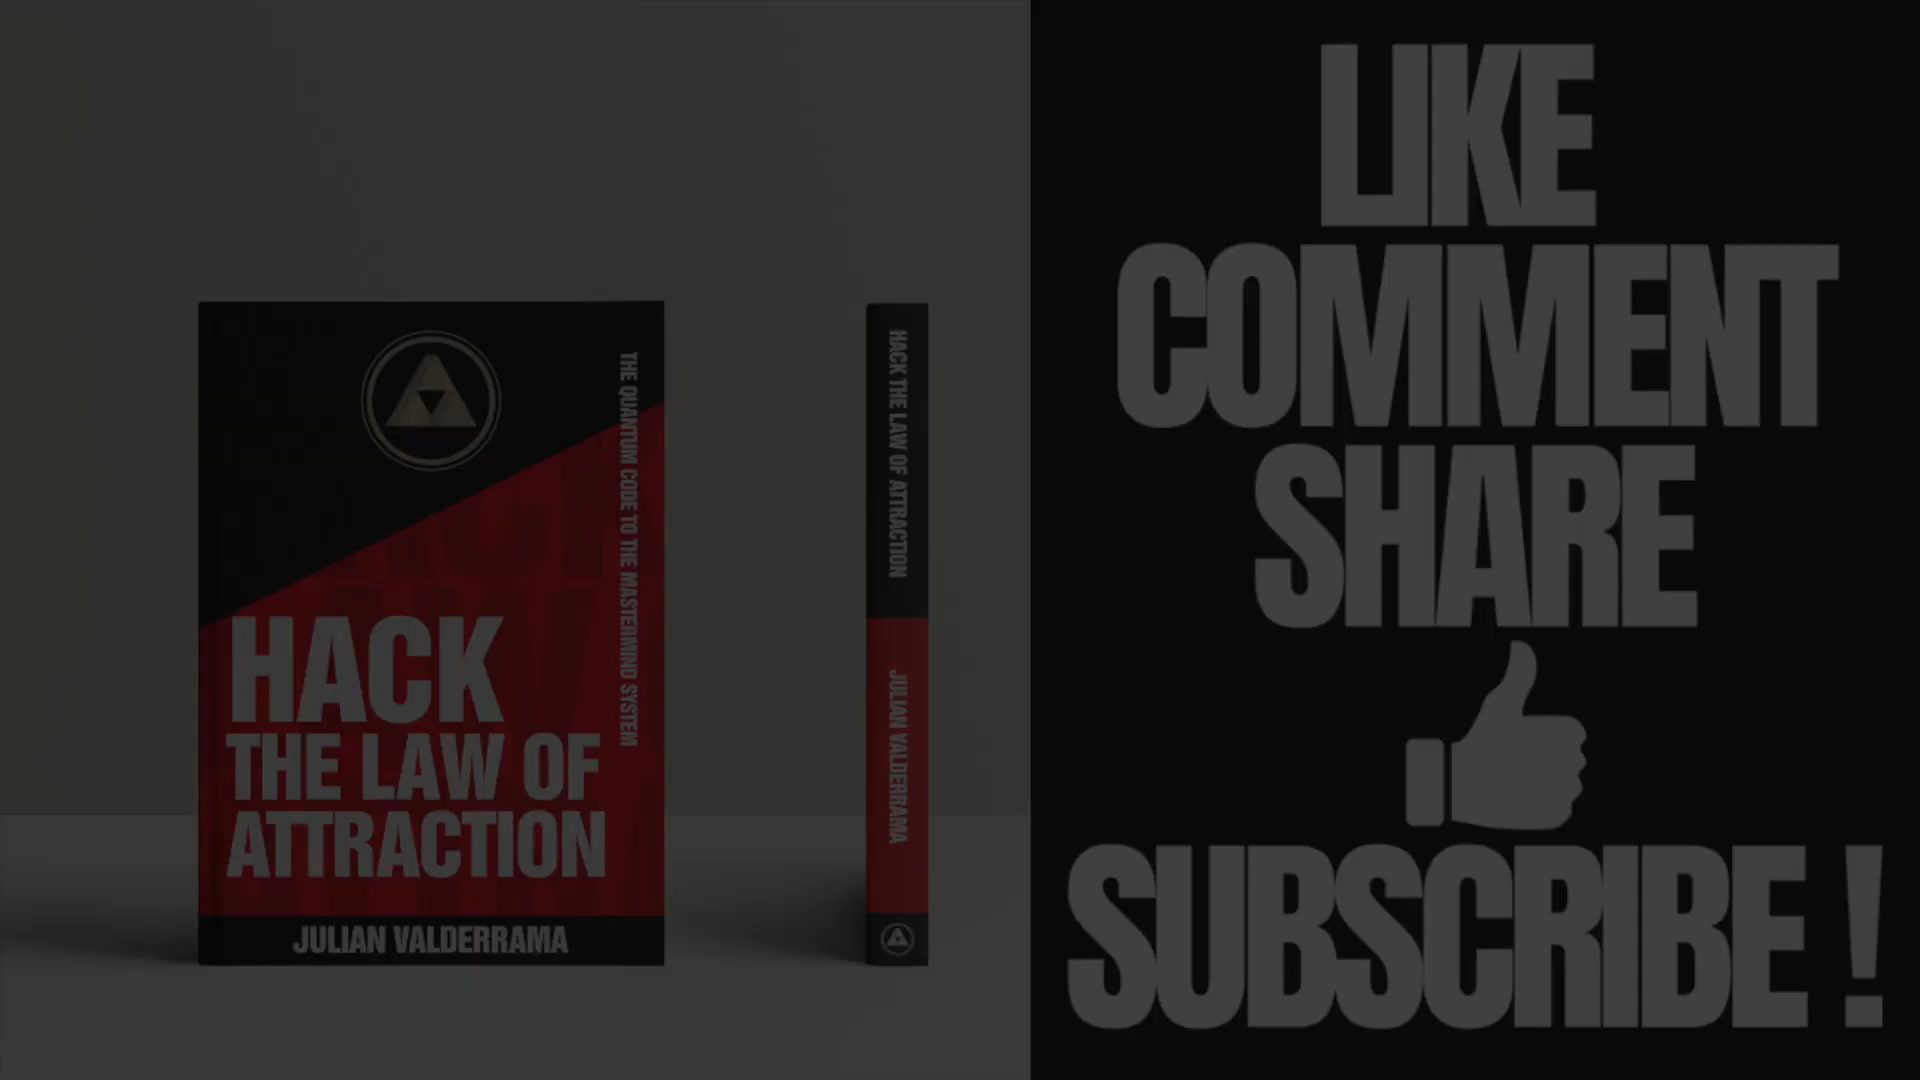 THE QUANTUM CODE TO THE MASTERMIND SYSTEM
HACK
THE LAW OF
ATTRACTION
JULIAN VALDERRAMA
HACK THE LAW OF ATTRACTION
JULIAN VALDERRAMA
LIKE
COMMENT
SHARE
SUBSCRIBE !